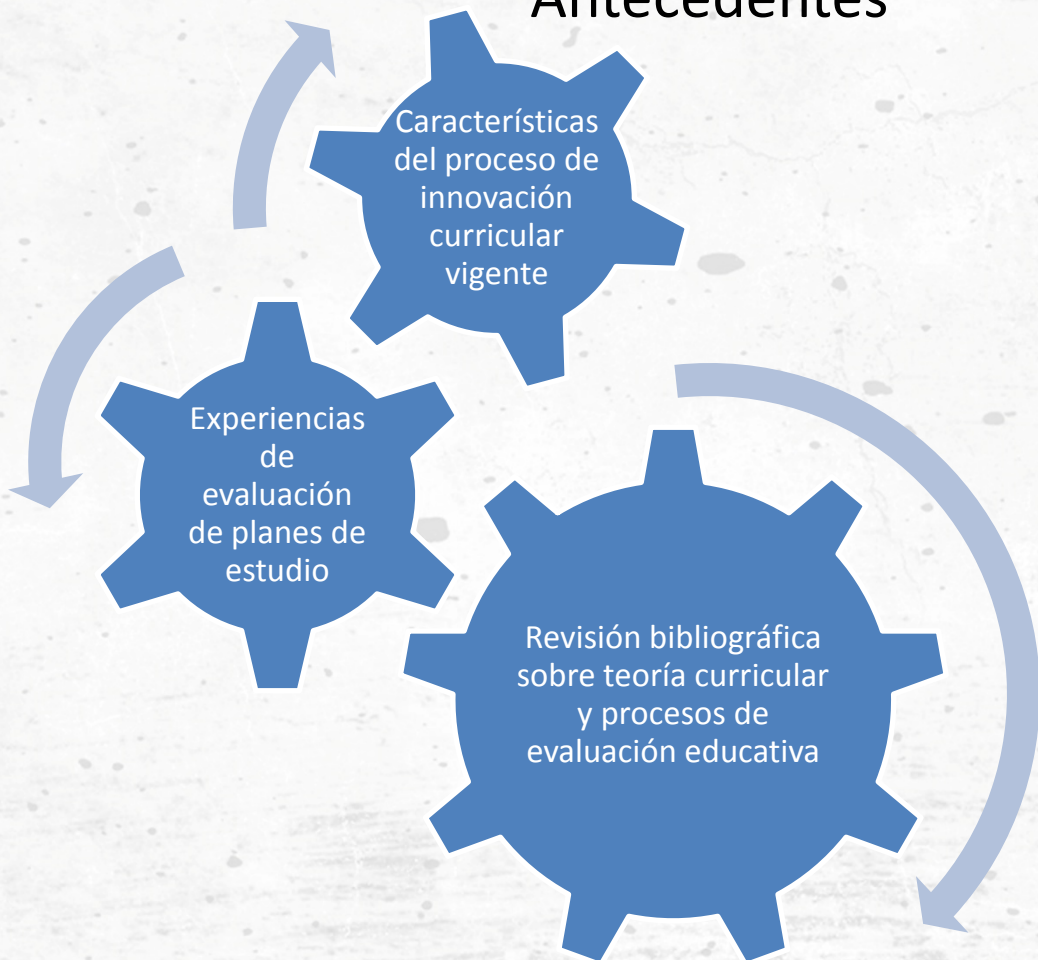 Antecedentes
Características
del proceso de
innovación
curricular
vigente
Experiencias
de
evaluación
de planes de
estudio
Revisión bibliográfica
sobre teoría curricular
y procesos de
evaluación educativa